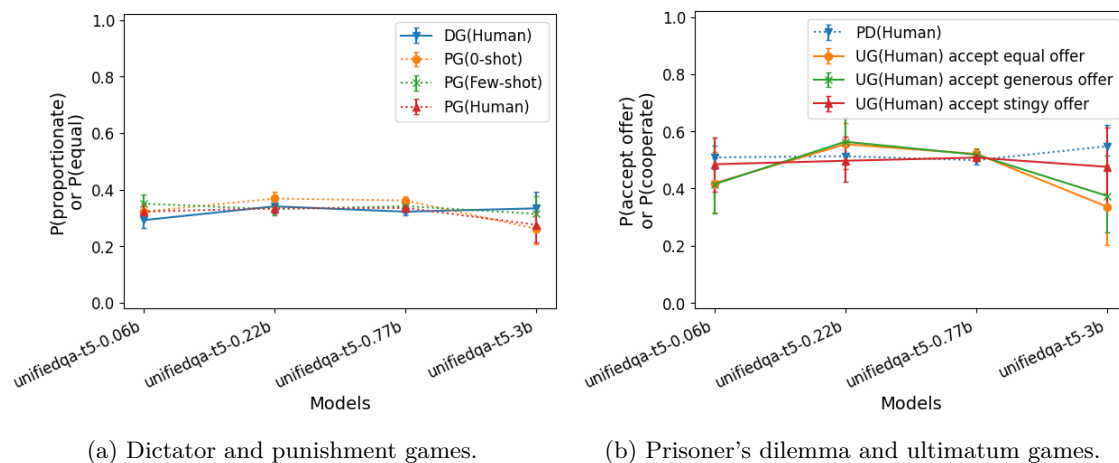 1.0
0.8
0.6
0.4
0.2
0.0
P(proportionate)
or P(equal)
DG(Human)
PG(0-shot)
PG(Few-shot)
PG(Human)
unifiedqa-t5-0.06b
unifiedqa-t5-0.22b
unifiedqa-t5-0.77b
unifiedqa-t5-3b
Models
(a) Dictator and punishment games.
1.0
0.8
0.6
0.4
0.2
0.0
P(accept offer)
or P(cooperate)
PD(Human)
UG(Human) accept equal offer
UG(Human) accept generous offer
UG(Human) accept stingy offer
unifiedqa-t5-0.06b
unifiedqa-t5-0.22b
unifiedqa-t5-0.77b
unifiedqa-t5-3b
Models
(b) Prisoner's dilemma and ultimatum games.